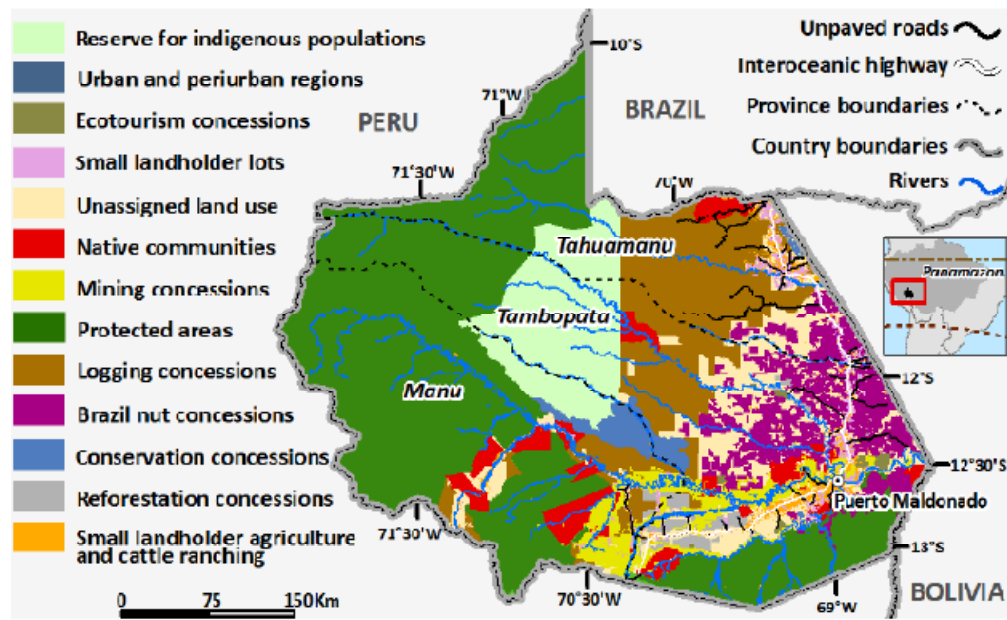 Reserve for indigenous populations
Urban and periurban regions
Ecotourism concessions
Small landholder lots
Unassigned land use
Native communities
Mining concessions
Protected areas
Logging concessions
Brazil nut concessions
Conservation concessions
Reforestation concessions
Small landholder agriculture
and cattle ranching
0 75 150Km
Unpaved roads
Interoceanic highway
Province boundaries
Country boundaries
Rivers
PERU
BRAZIL
BOLIVIA
10°S
71°W
71°30'W
70°W
Tahuamanu
Tambopata
Manu
Panamazon
12°S
12°30'S
Puerto Maldonado
13°S
71°30'W
70°30'W
69°W